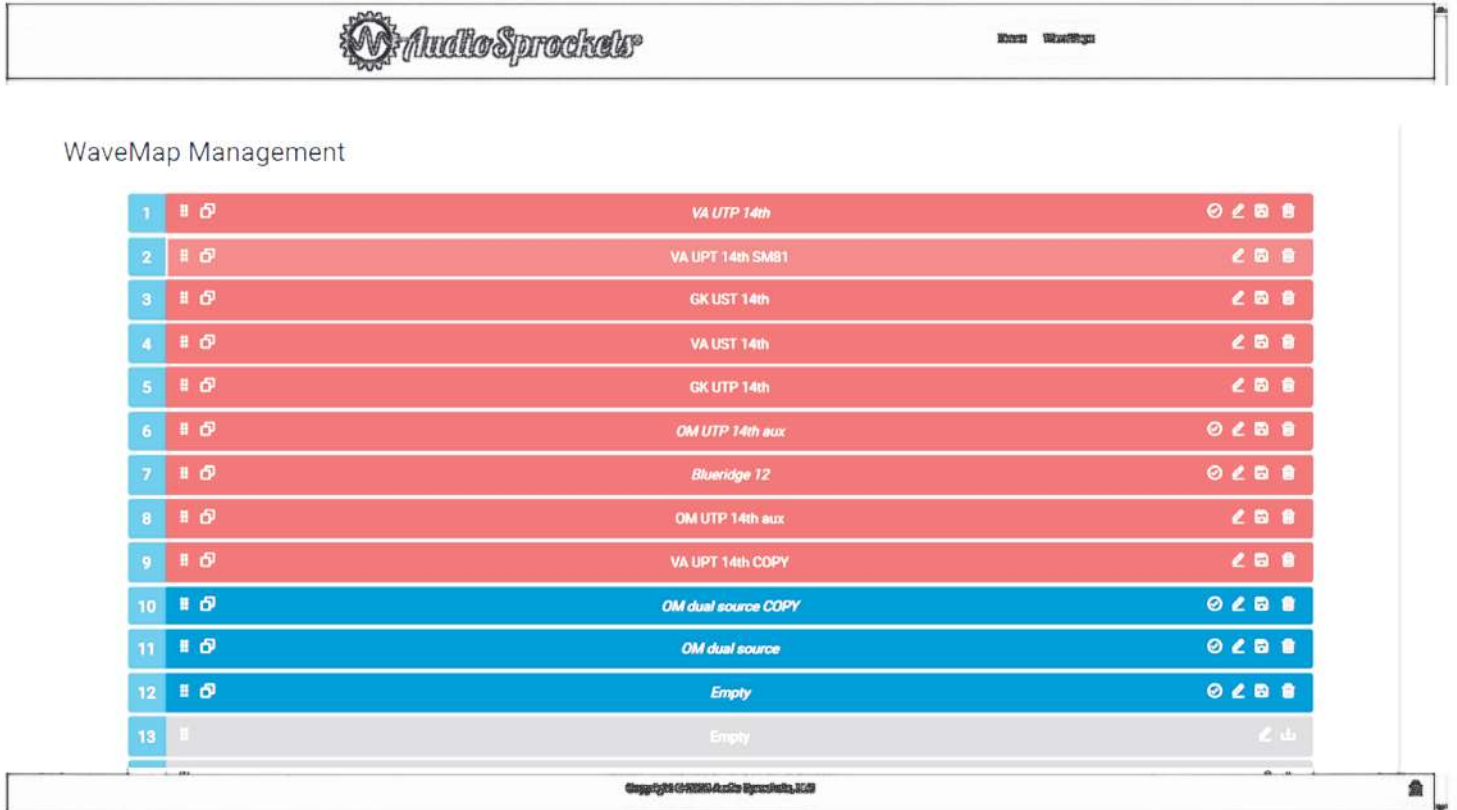 AudioSprockets®
WaveMap Management
1 VA UTP 14th
2 VA UPT 14th SM81
3 GK UST 14th
4 VA UST 14th
5 GK UTP 14th
6 OM UTP 14th aux
7 Blueridge 12
8 OM UTP 14th aux
9 VA UPT 14th COPY
10 OM dual source COPY
11 OM dual source
12 Empty
13 Empty